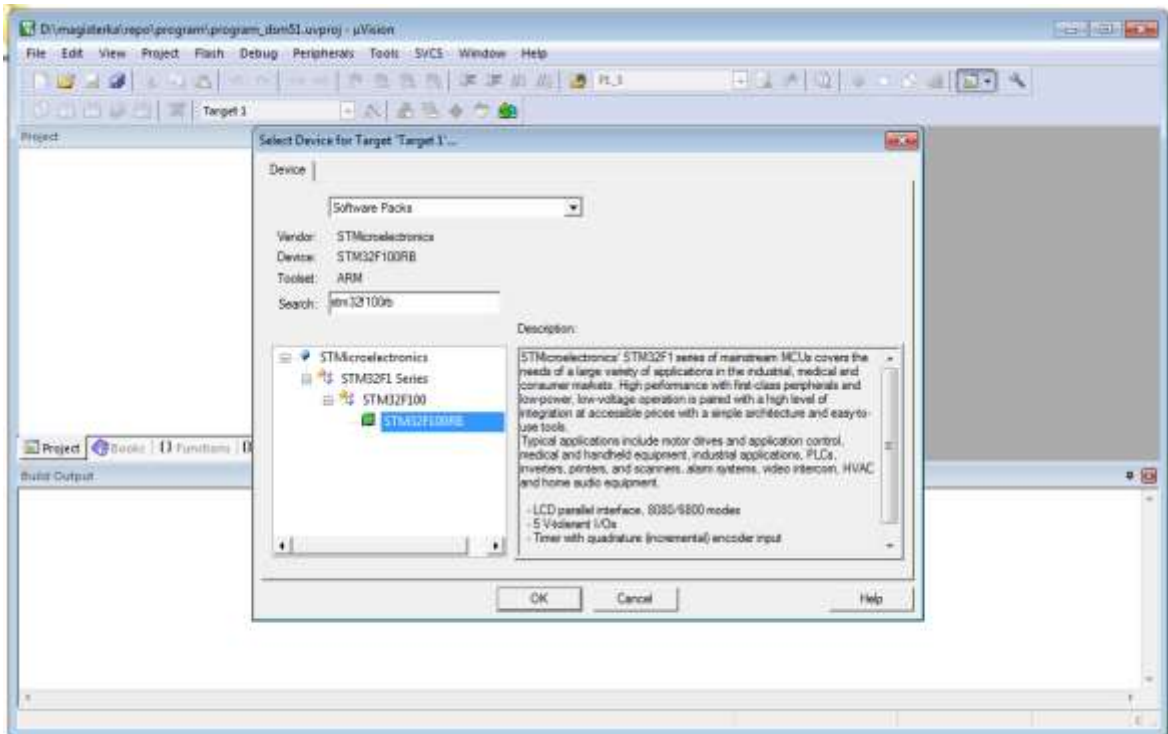 D:\magisterka\repo\program\program_dsm51.uvproj - µVision
File Edit View Project Flash Debug Peripherals Tools SVCS Window Help
Pt_1
Target 1
Project
Select Device for Target 'Target 1'...
Device
Software Packs
Vendor: STMicroelectronics
Device: STM32F100RB
Toolset: ARM
Search: stm32f100rb
Description:
STMicroelectronics
STM32F1 Series
STM32F100
STM32F100RB
STMicroelectronics' STM32F1 series of mainstream MCUs covers the
needs of a large variety of applications in the industrial, medical and
consumer markets. High performance with first-class peripherals and
low-power, low-voltage operation is paired with a high level of
integration at accessible prices with a simple architecture and easy-to-
use tools.
Typical applications include motor drives and application control,
medical and handheld equipment, industrial applications, PLCs,
inverters, printers, and scanners, alarm systems, video intercom, HVAC
and home audio equipment.
- LCD parallel interface, 8080/6800 modes
- 5 V-tolerant I/Os
- Timer with quadrature (incremental) encoder input
Project Books {} Functions
Build Output
OK Cancel Help